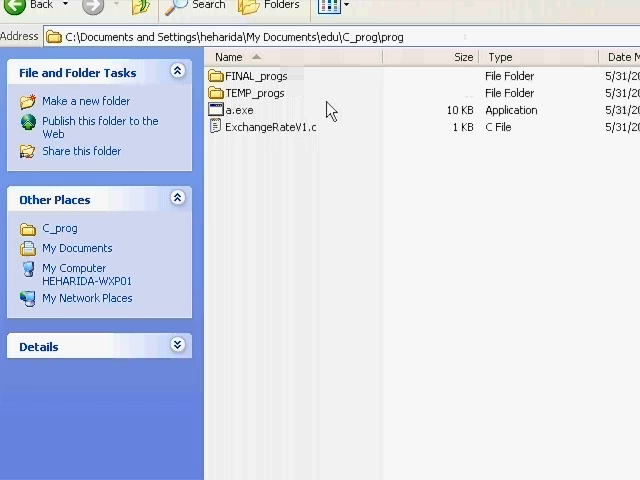 Back Search Folders
Address C:\Documents and Settings\heharida\My Documents\edu\C_prog\prog
Name Size Type Date M
File and Folder Tasks
Make a new folder
Publish this folder to the
Web
Share this folder
Other Places
C_prog
My Documents
My Computer
HEHARIDA-WXP01
My Network Places
Details
FINAL_progs File Folder 5/31/20
TEMP_progs File Folder 5/31/20
a.exe 10 KB Application 5/31/20
ExchangeRateV1.c 1 KB C File 5/31/20